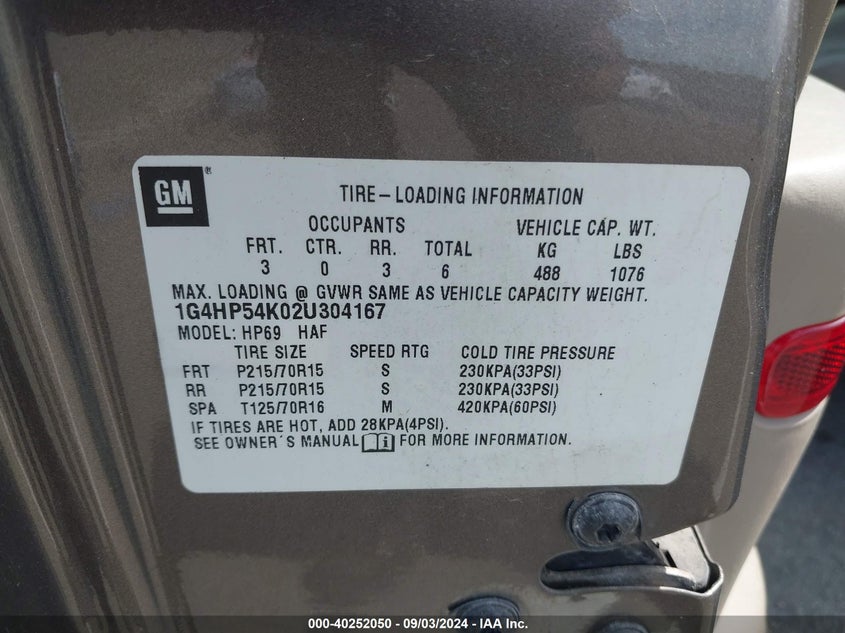 GM ®
TIRE-LOADING INFORMATION
OCCUPANTS VEHICLE CAP. WT.
FRT. CTR. RR. TOTAL KG LBS
3 0 3 6 488 1076
MAX. LOADING @ GVWR SAME AS VEHICLE CAPACITY WEIGHT.
1G4HP54K02U304167
MODEL: HP69 HAF
TIRE SIZE SPEED RTG COLD TIRE PRESSURE
FRT P215/70R15 S 230KPA(33PSI)
RR P215/70R15 S 230KPA(33PSI)
SPA T125/70R16 M 420KPA(60PSI)
IF TIRES ARE HOT, ADD 28KPA(4PSI).
SEE OWNER'S MANUAL i FOR MORE INFORMATION.
000-40252050 - 09/03/2024 - IAA Inc.